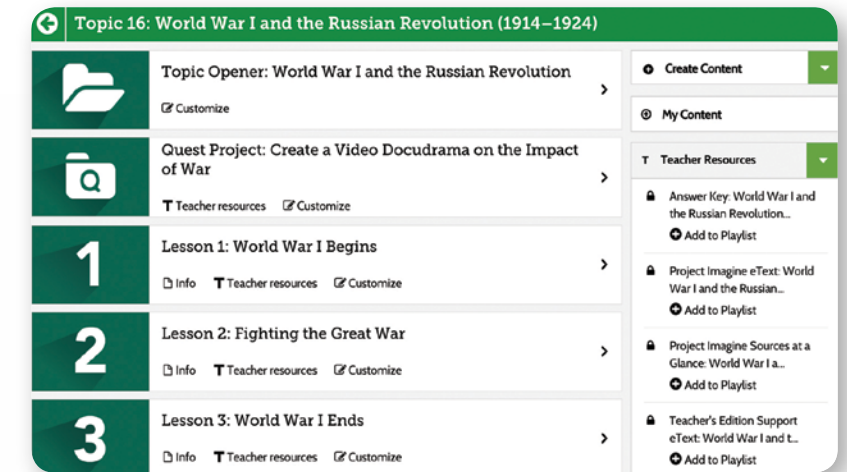 Topic 16: World War I and the Russian Revolution (1914–1924)
Topic Opener: World War I and the Russian Revolution
Customize
Q
Quest Project: Create a Video Docudrama on the Impact
of War
T Teacher resources Customize
1
Lesson 1: World War I Begins
Info T Teacher resources Customize
2
Lesson 2: Fighting the Great War
Info T Teacher resources Customize
3
Lesson 3: World War I Ends
Info T Teacher resources Customize
Create Content
My Content
T Teacher Resources
Answer Key: World War I and
the Russian Revolution...
Add to Playlist
Project Imagine eText: World
War I and the Russian...
Add to Playlist
Project Imagine Sources at a
Glance: World War I a...
Add to Playlist
Teacher's Edition Support
eText: World War I and t...
Add to Playlist